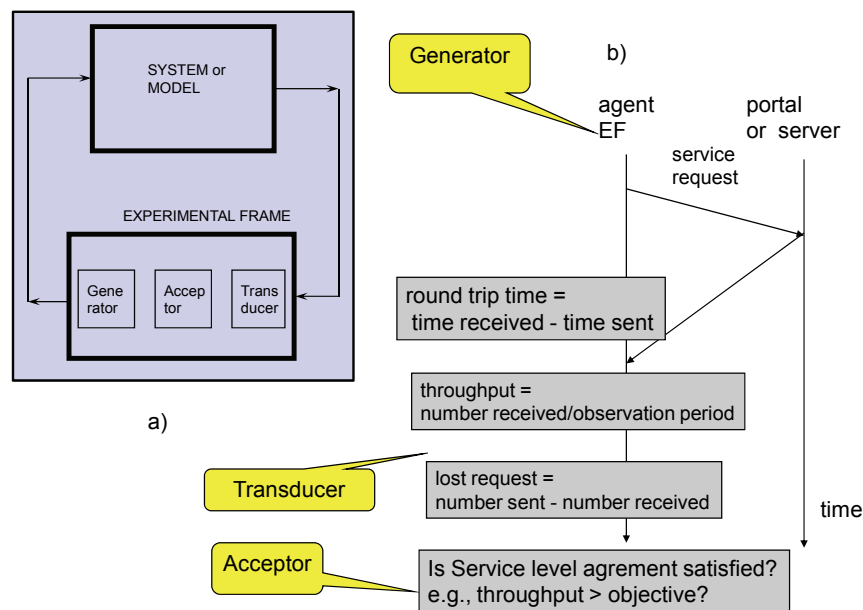 SYSTEM or
MODEL
EXPERIMENTAL FRAME
Gene
rator
Accep
tor
Trans
ducer
a)
Generator
b)
agent
EF
portal
or server
service
request
round trip time =
time received - time sent
throughput =
number received/observation period
Transducer
lost request =
number sent - number received
time
Acceptor
Is Service level agrement satisfied?
e.g., throughput > objective?